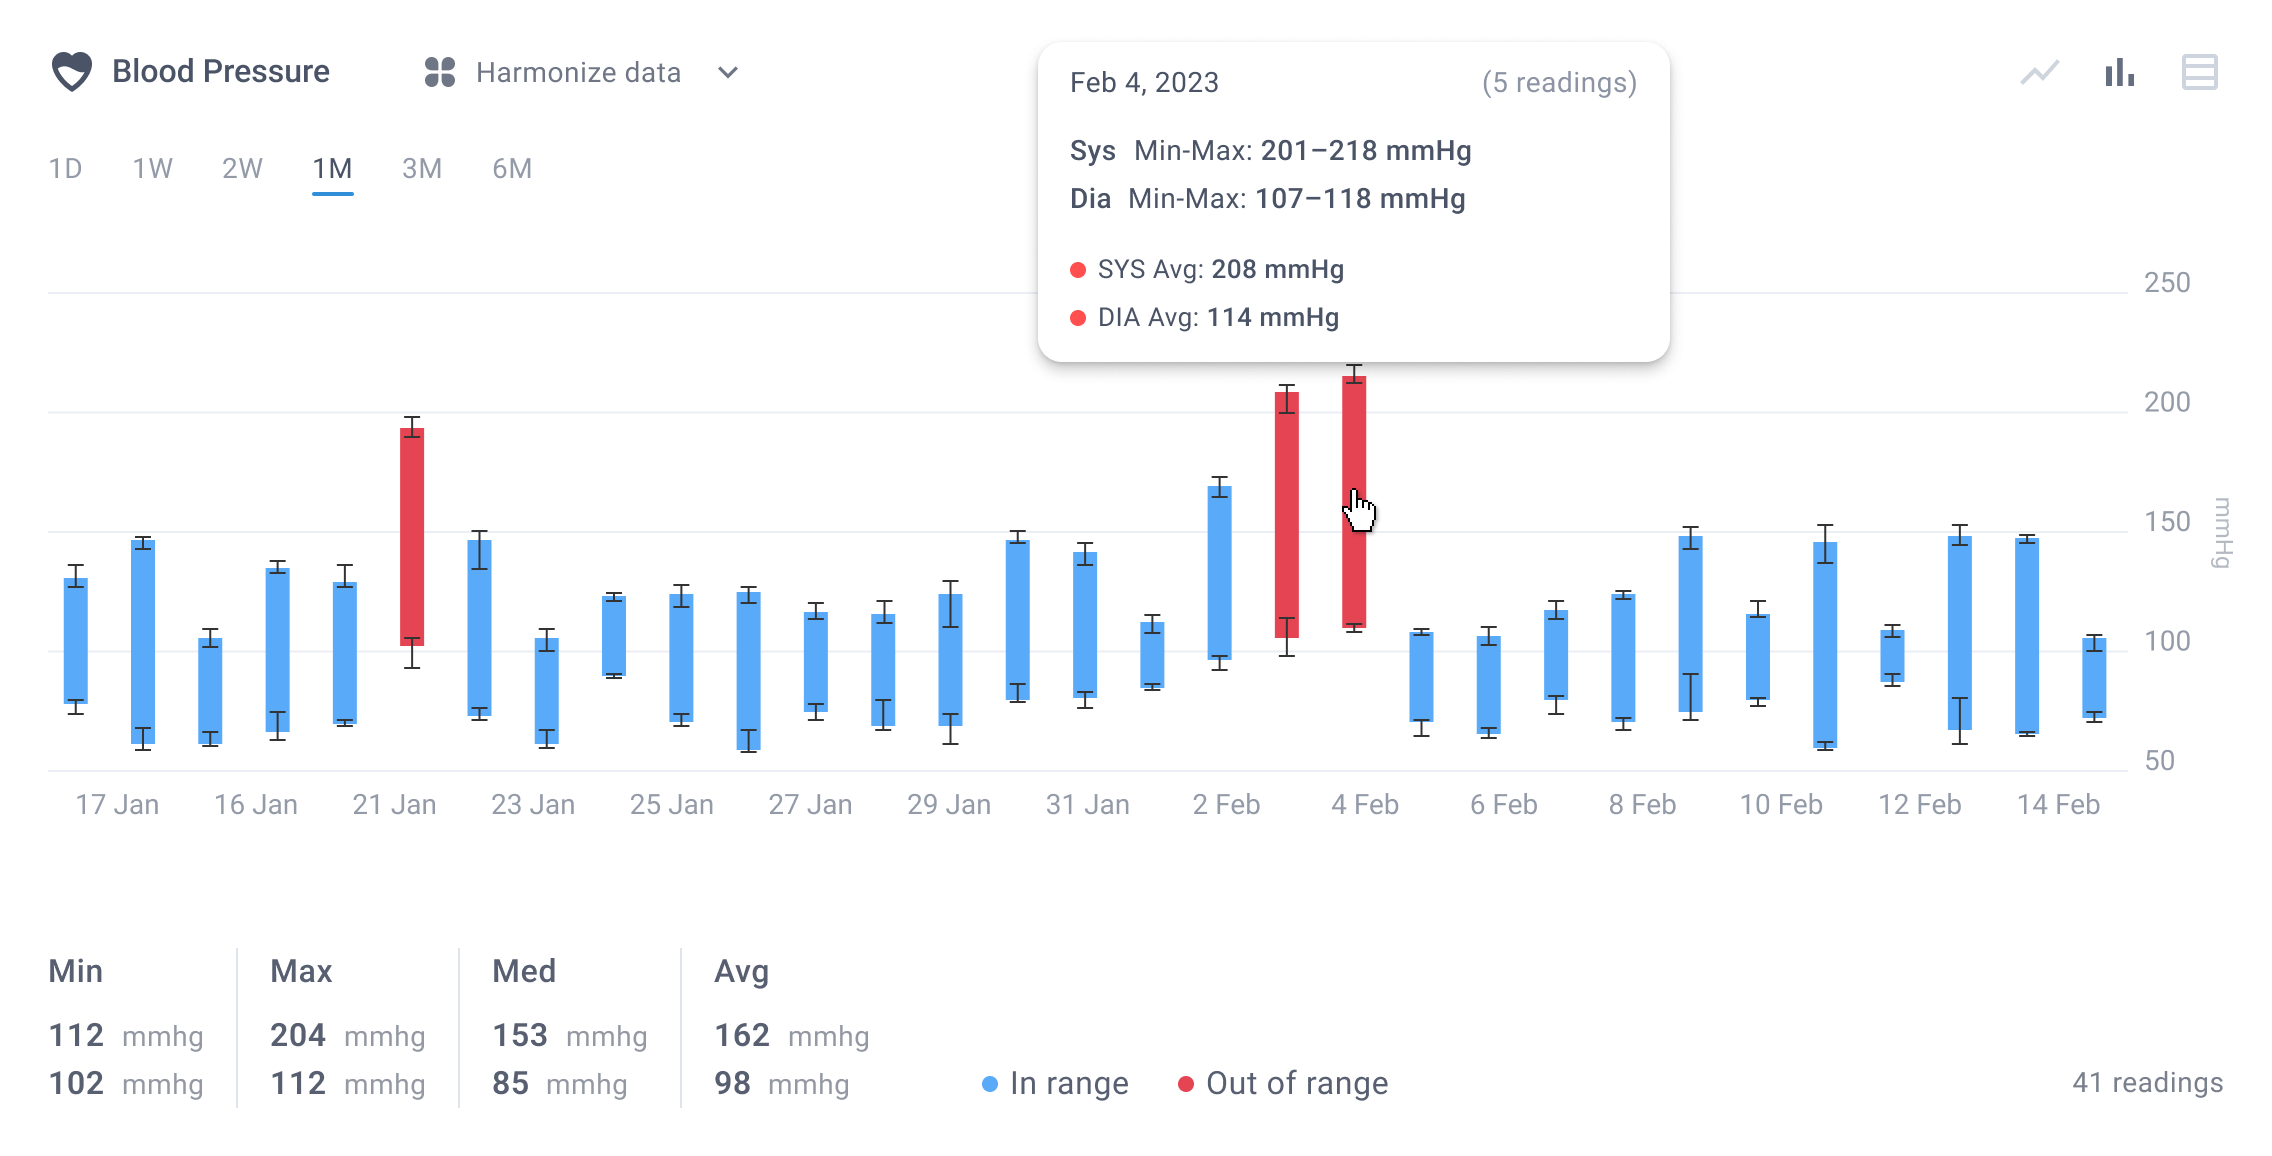 Blood Pressure
Harmonize data
1D 1W 2W 1M 3M 6M
Feb 4, 2023 (5 readings)
Sys Min-Max: 201–218 mmHg
Dia Min-Max: 107–118 mmHg
SYS Avg: 208 mmHg
DIA Avg: 114 mmHg
250
200
150
100
50
mmHg
17 Jan 16 Jan 21 Jan 23 Jan 25 Jan 27 Jan 29 Jan 31 Jan 2 Feb 4 Feb 6 Feb 8 Feb 10 Feb 12 Feb 14 Feb
Min Max Med Avg
112 mmhg 204 mmhg 153 mmhg 162 mmhg
102 mmhg 112 mmhg 85 mmhg 98 mmhg
In range Out of range
41 readings